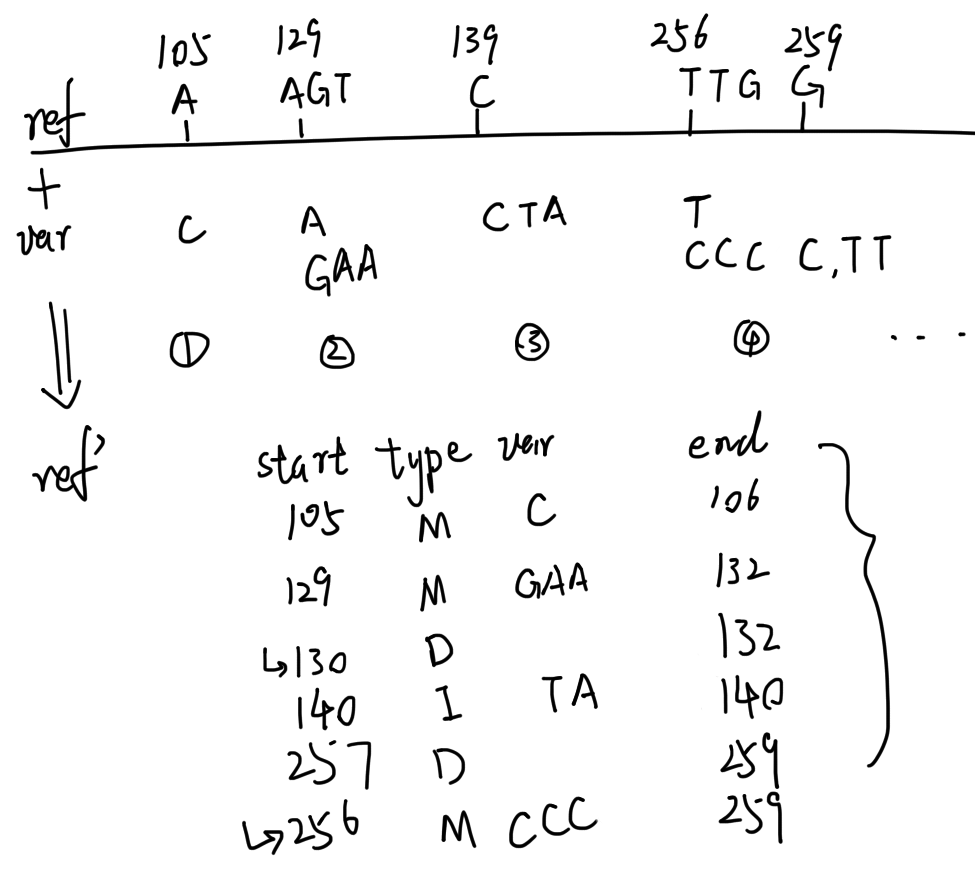 105 129 139 256 259
ref A AGT C TTG G
+
var C A CTA T
GAA CCC C,TT
① ② ③ ④ ....
ref' start type var end
105 M C 106
129 M GAA 132
↳130 D 132
140 I TA 140
257 D 259
↳256 M CCC 259